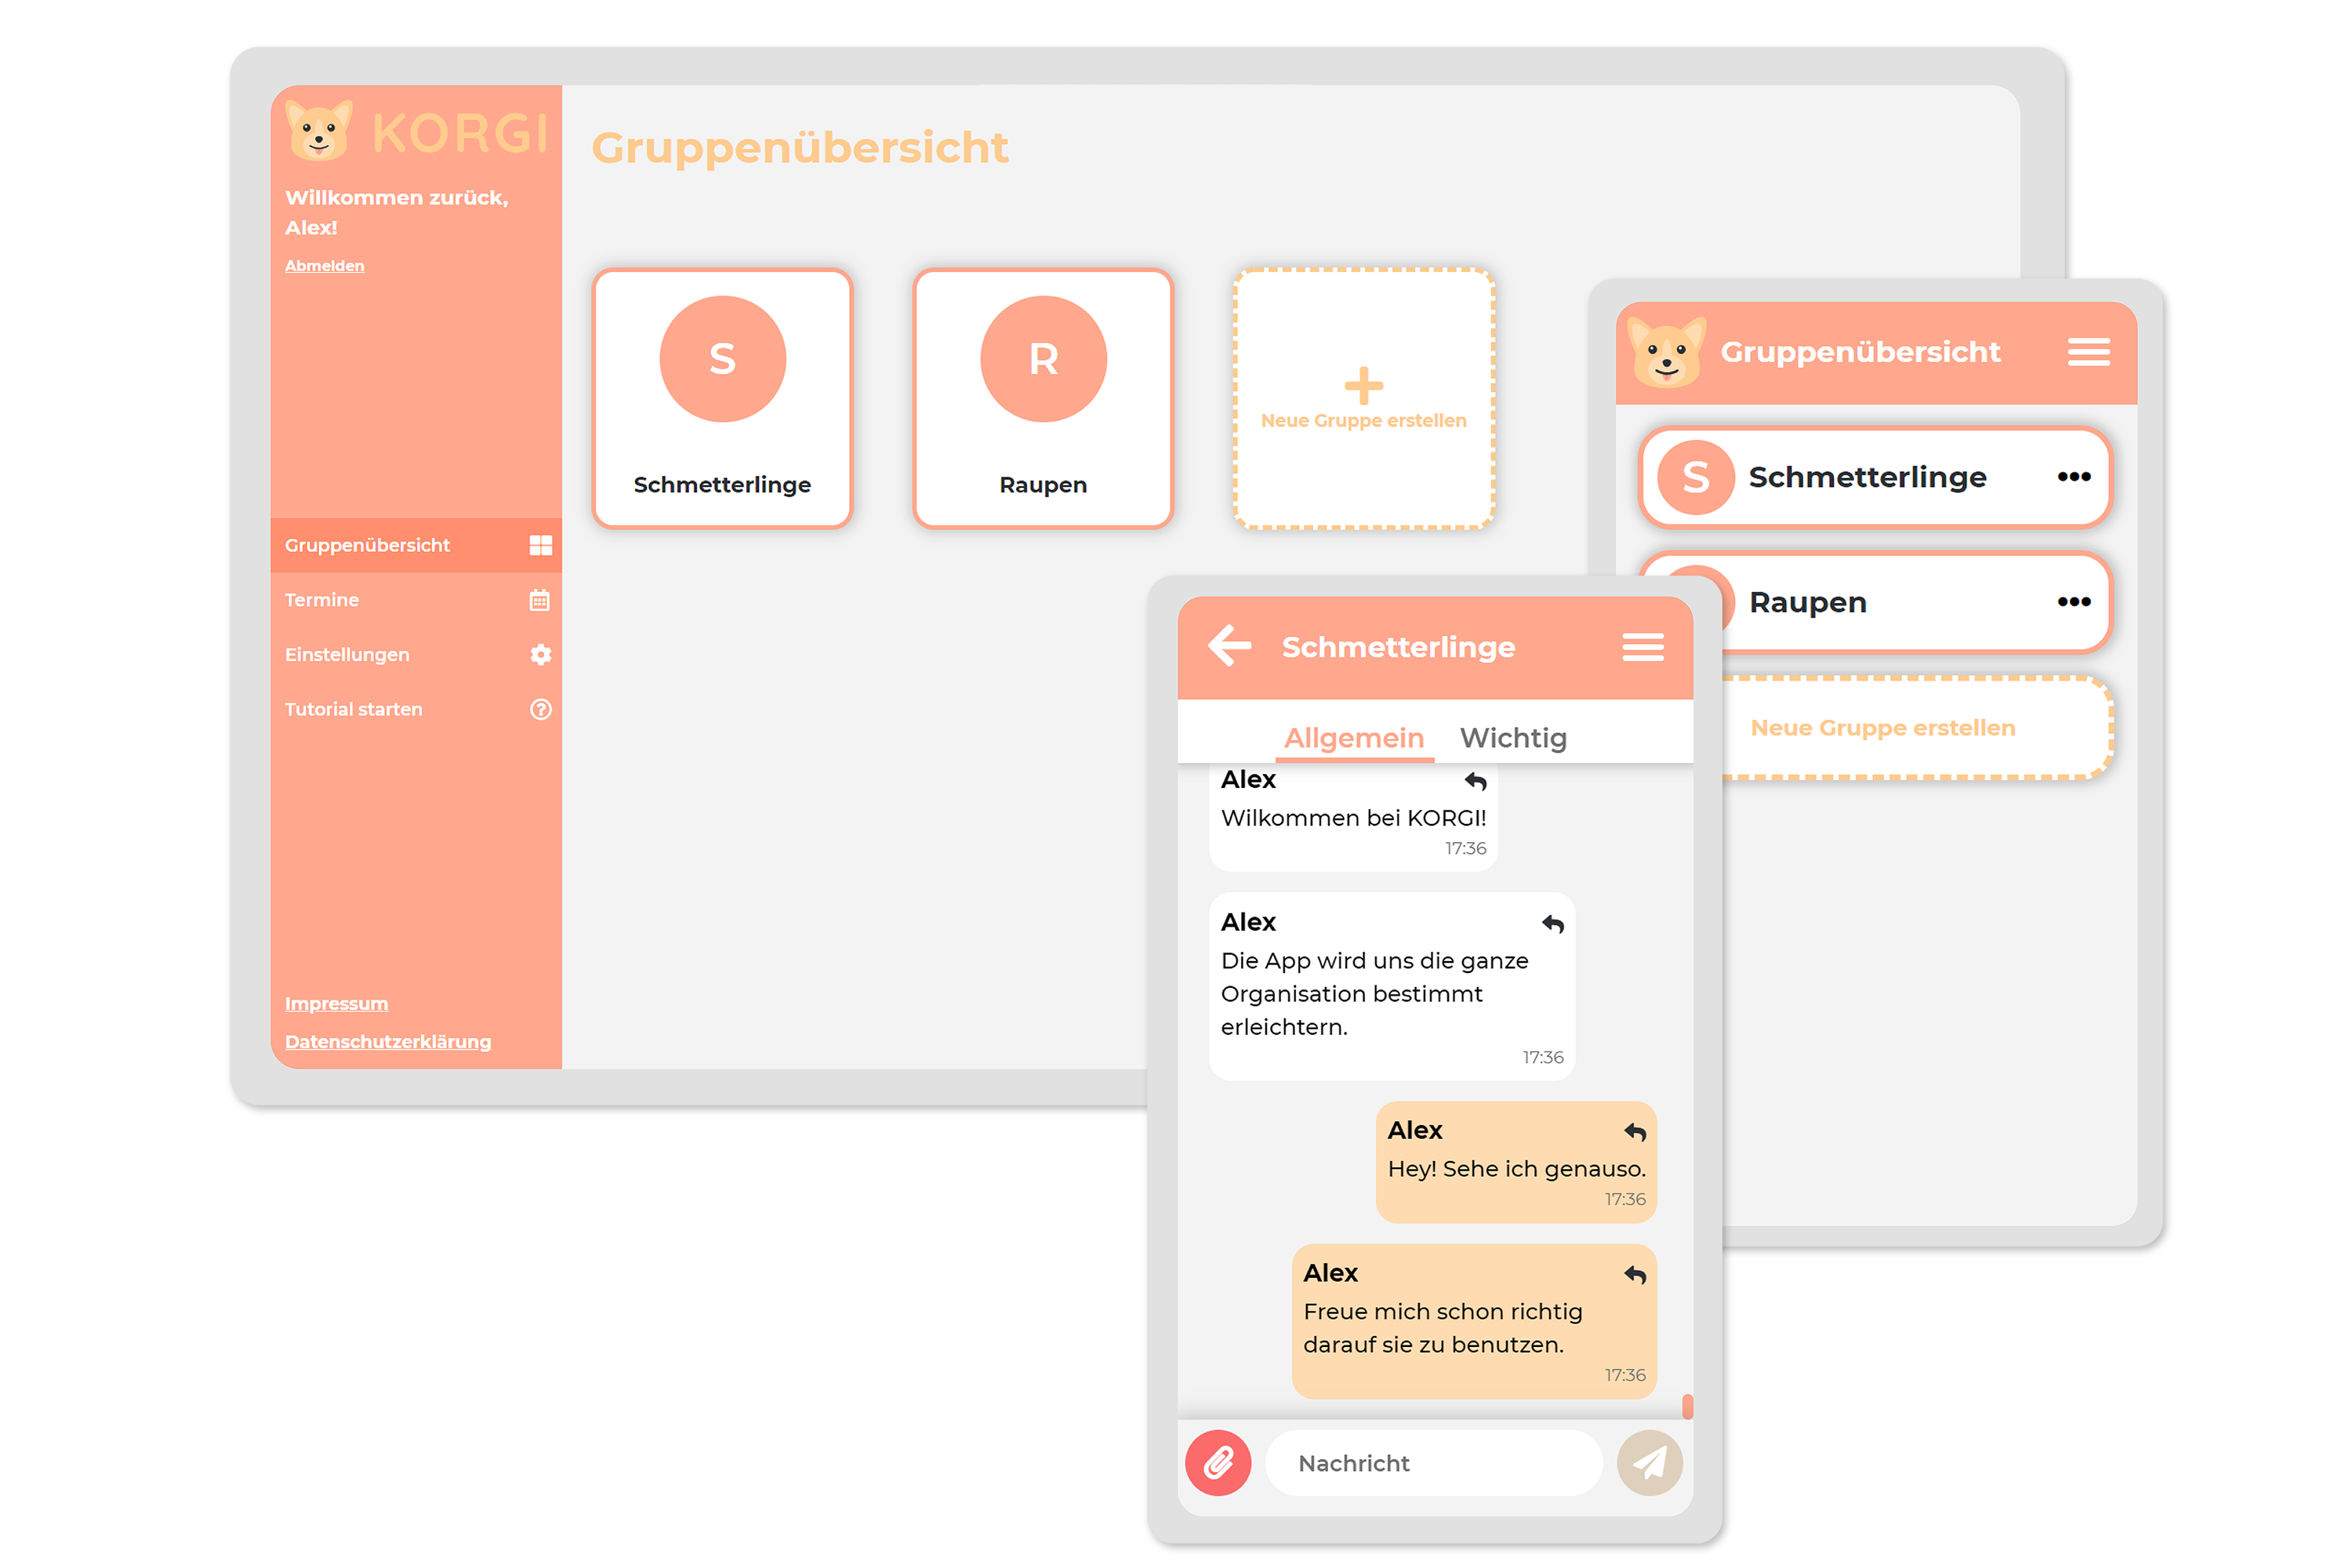 KORGI
Willkommen zurück,
Alex!
Abmelden
Gruppenübersicht
Termine
Einstellungen
Tutorial starten
Impressum
Datenschutzerklärung
Gruppenübersicht
S
Schmetterlinge
R
Raupen
Neue Gruppe erstellen
Gruppenübersicht
S Schmetterlinge
Raupen
Neue Gruppe erstellen
Schmetterlinge
Allgemein Wichtig
Alex
Wilkommen bei KORGI!
17:36
Alex
Die App wird uns die ganze
Organisation bestimmt
erleichtern.
17:36
Alex
Hey! Sehe ich genauso.
17:36
Alex
Freue mich schon richtig
darauf sie zu benutzen.
17:36
Nachricht